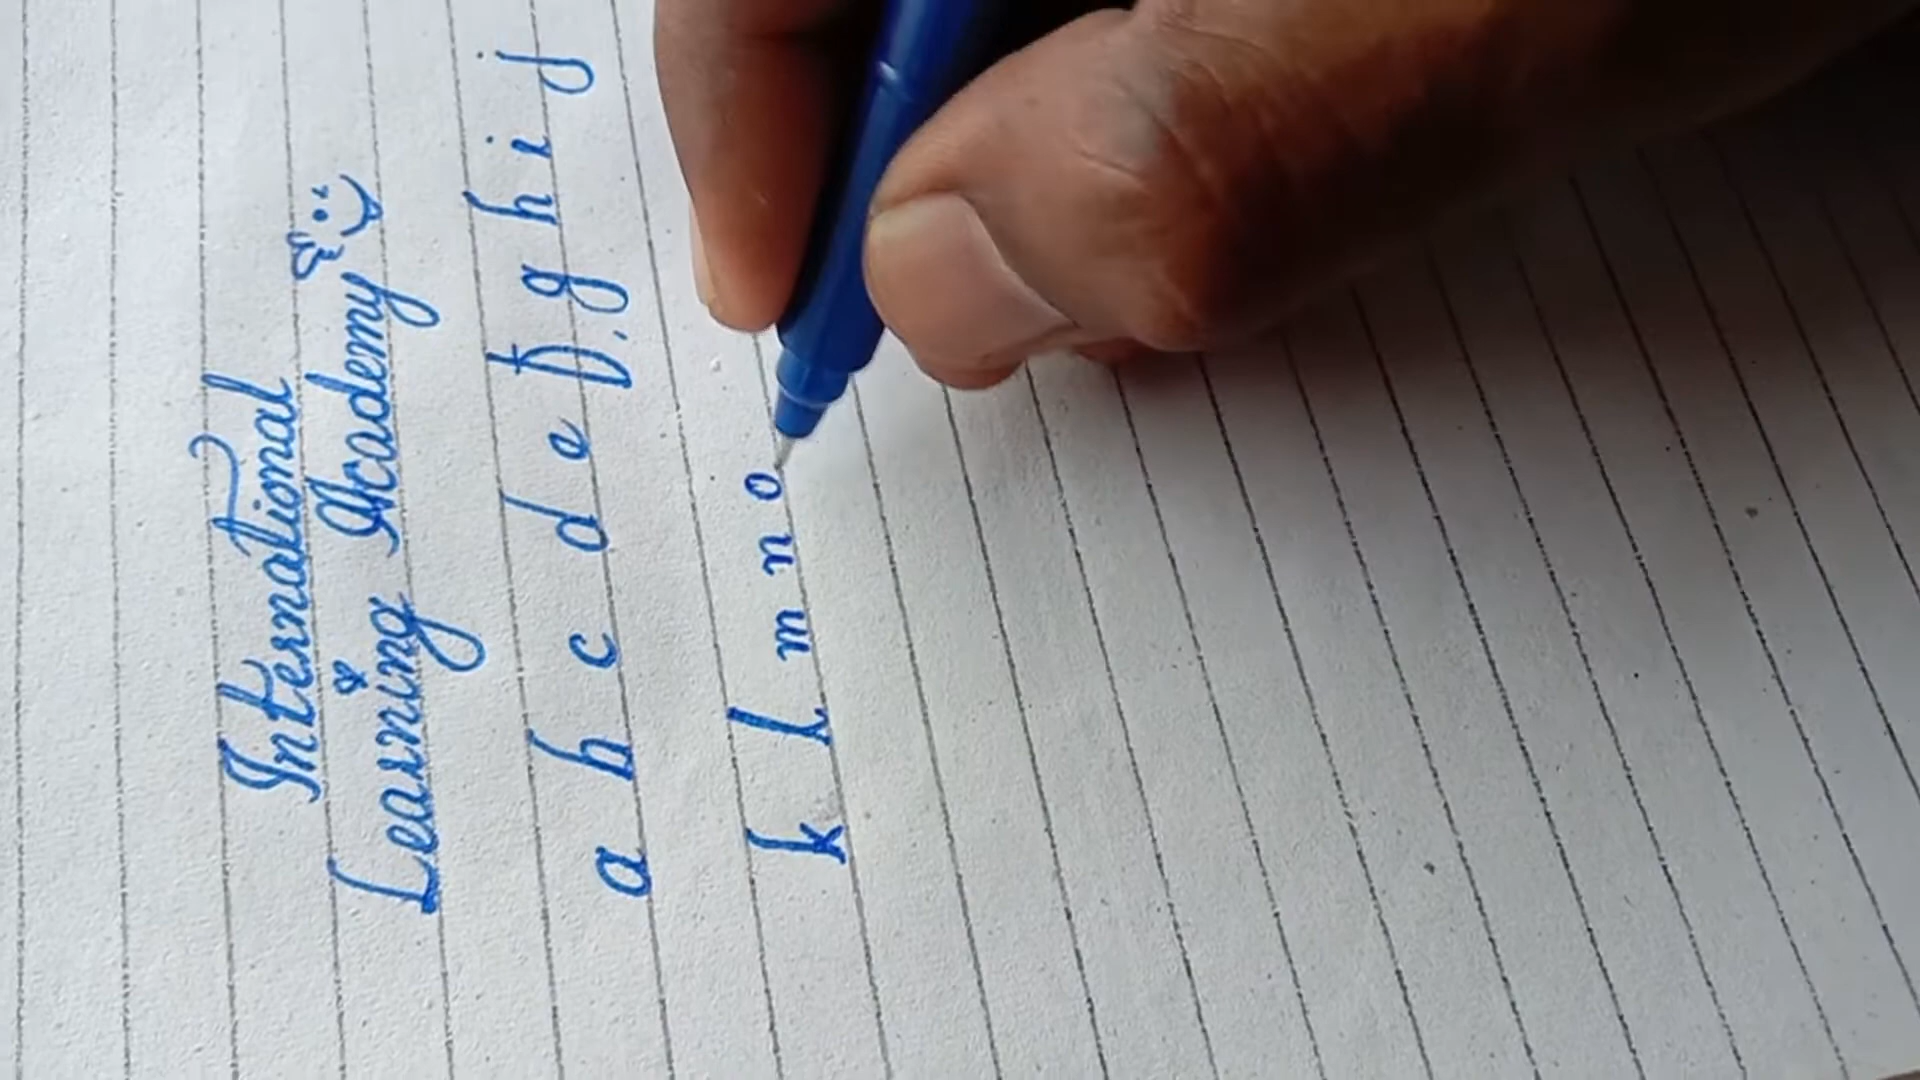 International
Learning Academy
a b c d e f, g h i j
k l m n o